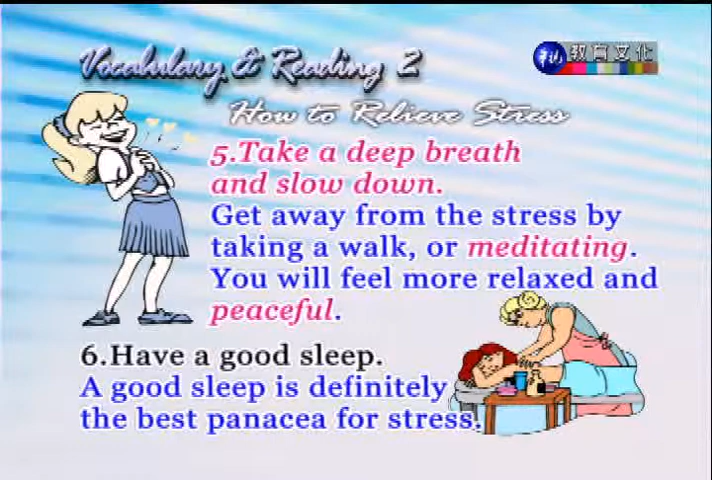 Vocabulary & Reading 2
華視 教育文化
How to Relieve Stress
5.Take a deep breath
and slow down.
Get away from the stress by
taking a walk, or meditating.
You will feel more relaxed and
peaceful.
6.Have a good sleep.
A good sleep is definitely
the best panacea for stress.